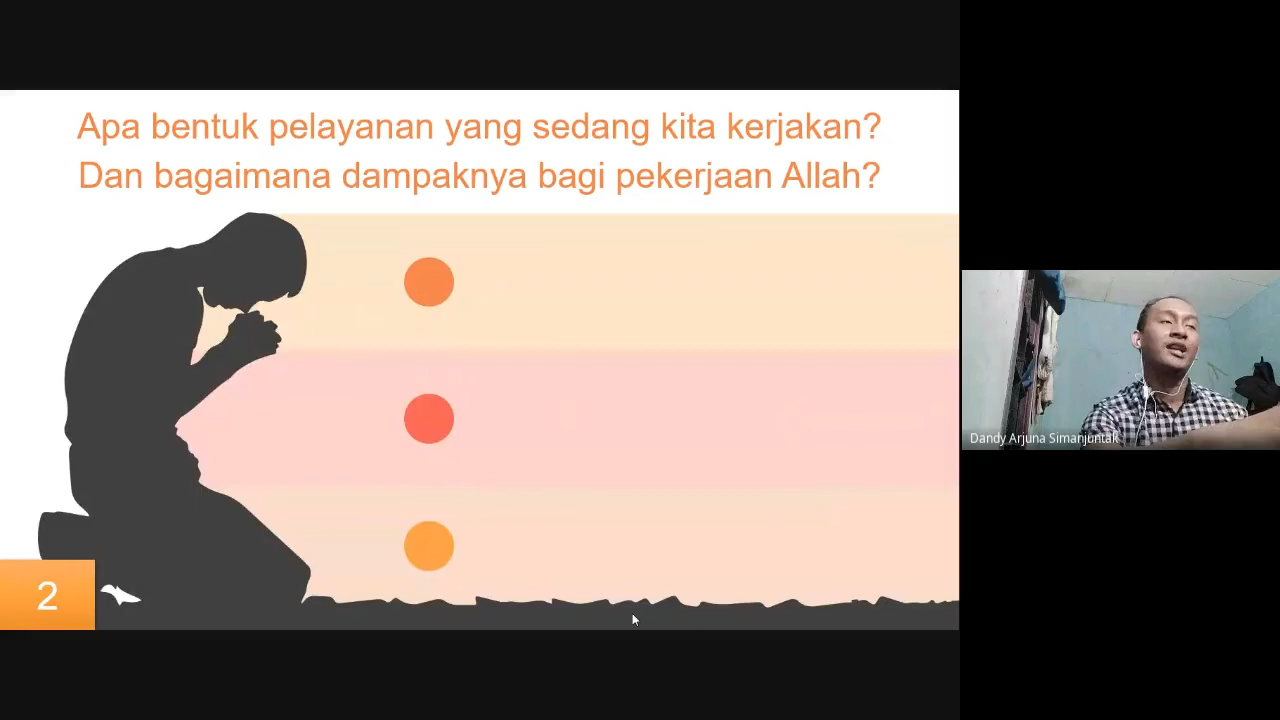 Apa bentuk pelayanan yang sedang kita kerjakan?
Dan bagaimana dampaknya bagi pekerjaan Allah?
2
Dandy Arjuna Simanjuntak